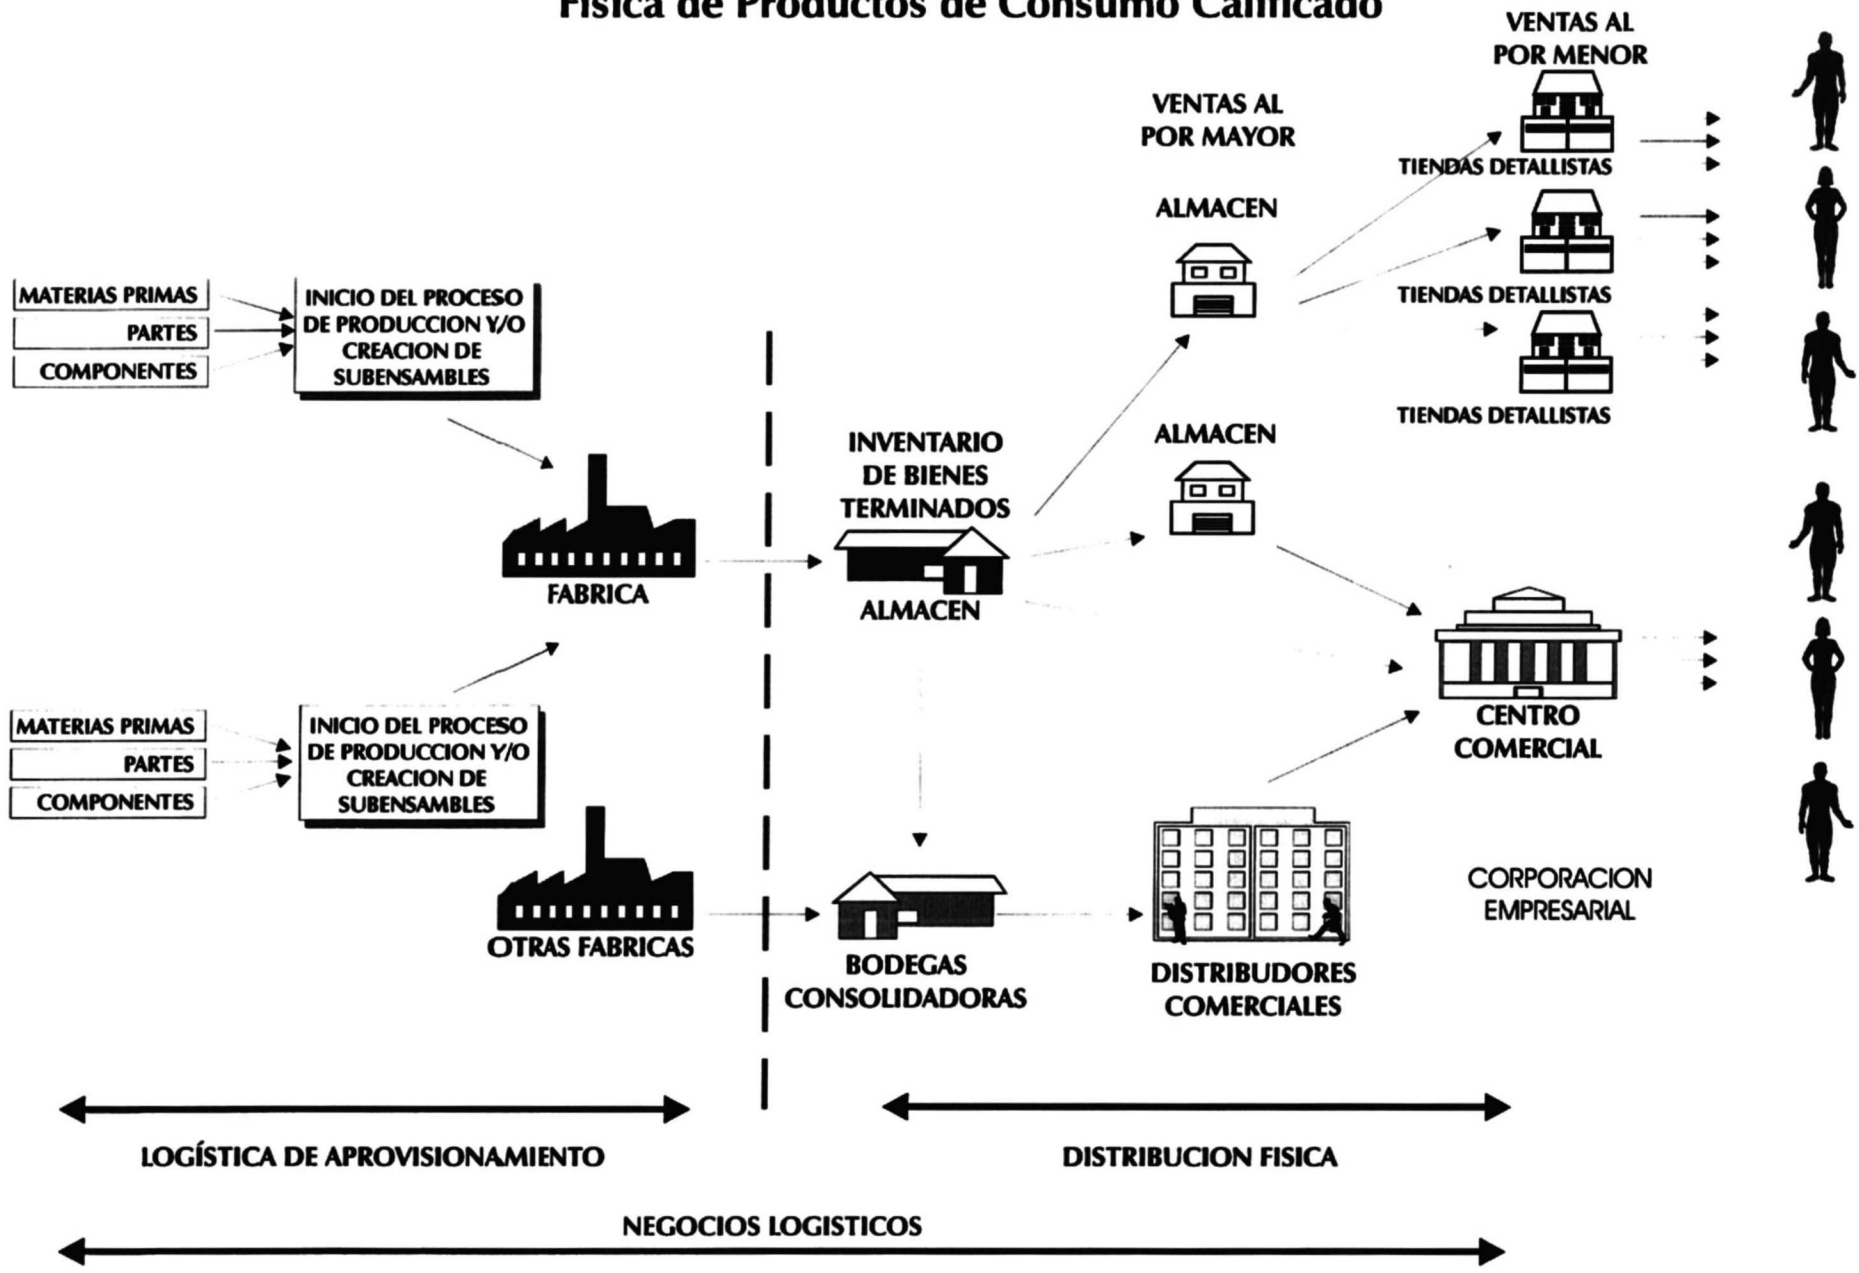 Física de Productos de Consumo Calificado
VENTAS AL
POR MENOR
VENTAS AL
POR MAYOR
TIENDAS DETALLISTAS
ALMACEN
TIENDAS DETALLISTAS
TIENDAS DETALLISTAS
MATERIAS PRIMAS
PARTES
COMPONENTES
INICIO DEL PROCESO
DE PRODUCCION Y/O
CREACION DE
SUBENSAMBLES
INVENTARIO
DE BIENES
TERMINADOS
ALMACEN
FABRICA
ALMACEN
MATERIAS PRIMAS
PARTES
COMPONENTES
INICIO DEL PROCESO
DE PRODUCCION Y/O
CREACION DE
SUBENSAMBLES
CENTRO
COMERCIAL
CORPORACION
EMPRESARIAL
OTRAS FABRICAS
BODEGAS
CONSOLIDADORAS
DISTRIBUDORES
COMERCIALES
LOGÍSTICA DE APROVISIONAMIENTO
DISTRIBUCION FISICA
NEGOCIOS LOGISTICOS